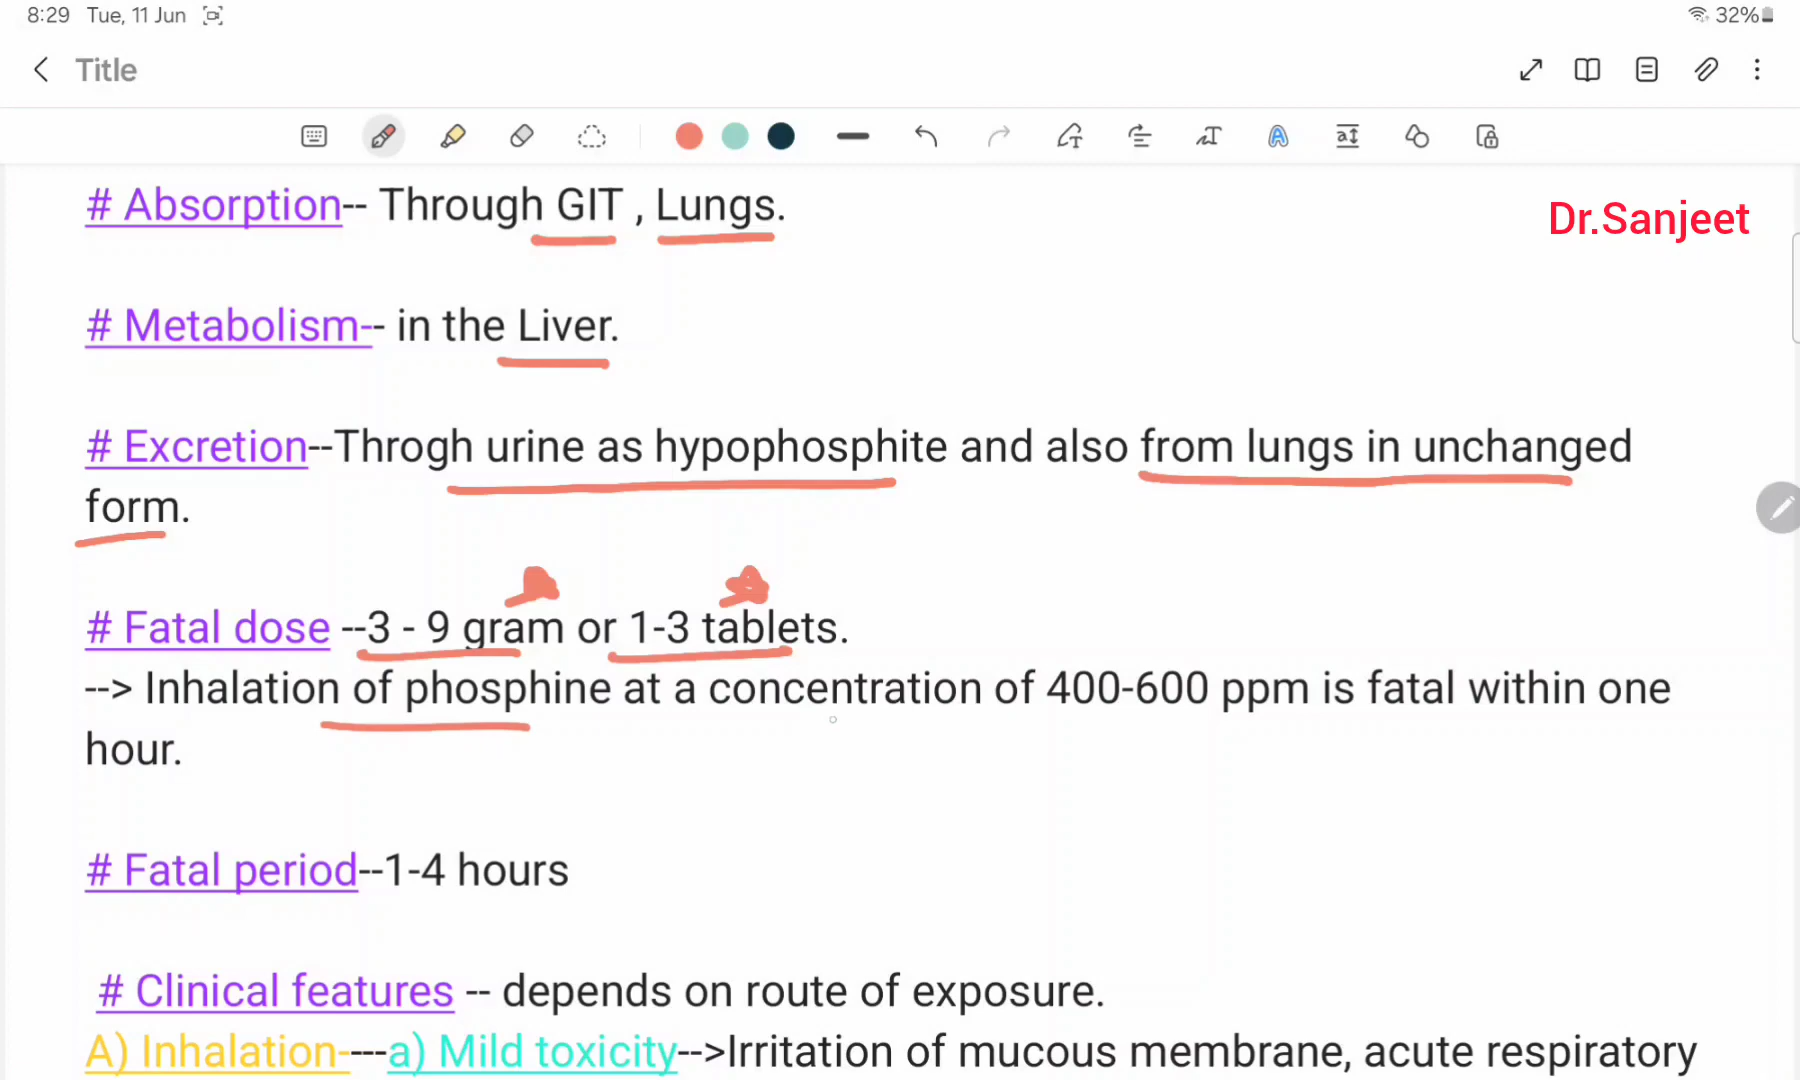 8:29 Tue, 11 Jun 32%
Title
# Absorption-- Through GIT , Lungs.
Dr.Sanjeet
# Metabolism-- in the Liver.
# Excretion--Throgh urine as hypophosphite and also from lungs in unchanged
form.
# Fatal dose --3 - 9 gram or 1-3 tablets.
--> Inhalation of phosphine at a concentration of 400-600 ppm is fatal within one
hour.
# Fatal period--1-4 hours
# Clinical features -- depends on route of exposure.
A) Inhalation----a) Mild toxicity-->Irritation of mucous membrane, acute respiratory